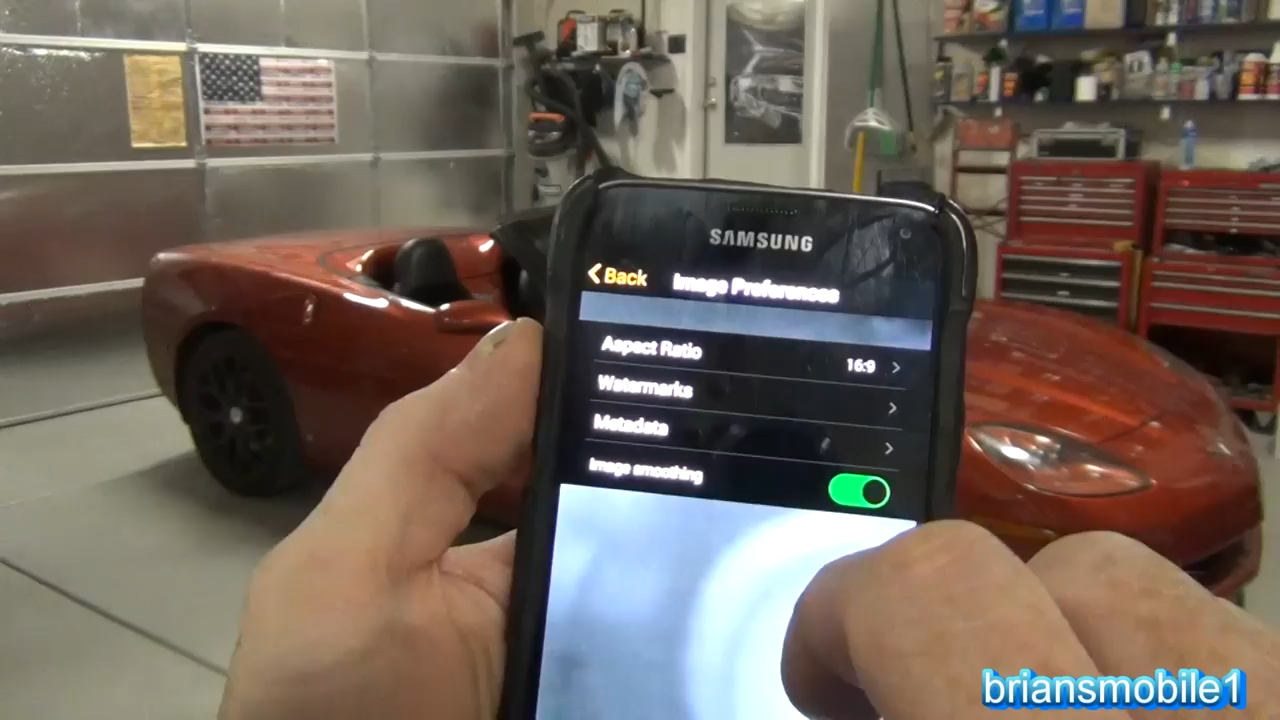 SAMSUNG
Back
Image Preferences
Aspect Ratio 16:9
Watermarks
Metadata
Image smoothing
briansmobile1